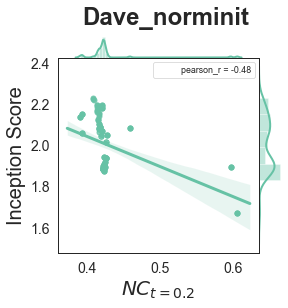 Dave_norminit
pearson_r = -0.48
Inception Score
2.4
2.2
2.0
1.8
1.6
0.4 0.5 0.6
NC_{t=0.2}